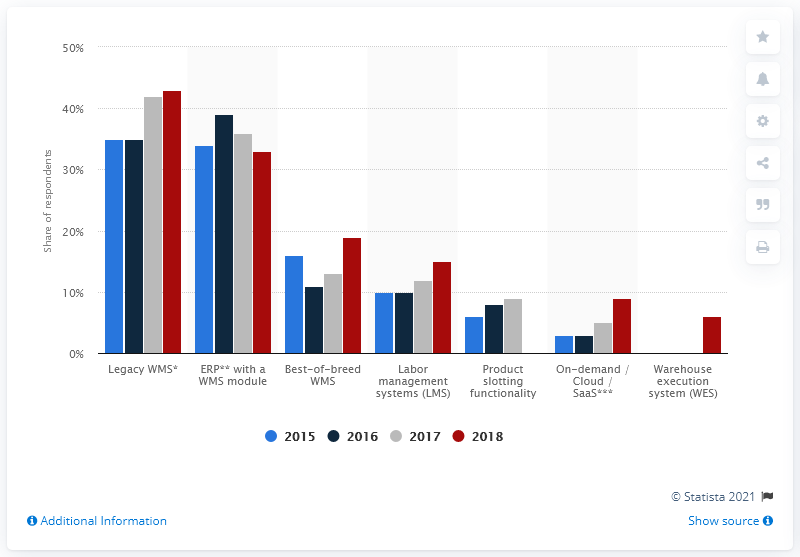 50%
40%
30%
20%
10%
0%
Share of respondents
Legacy WMS*
ERP** with a
WMS module
Best-of-breed
WMS
Labor
management
systems (LMS)
Product
slotting
functionality
On-demand /
Cloud /
SaaS***
Warehouse
execution
system (WES)
2015 2016 2017 2018
© Statista 2021
Additional Information
Show source